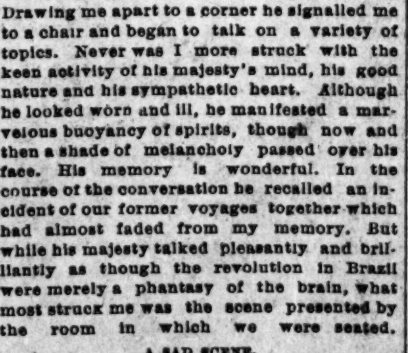 Drawing me apart to a corner he signalled me
to a chair and began to talk on a variety of
topics. Never was I more struck with the
keen activity of his majesty's mind, his good
nature and his sympathetic heart. Although
he looked worn and ill, he manifested a mar-
velous buoyancy of spirits, though now and
then a shade of melancholy passed over his
face. His memory is wonderful. In the
course of the conversation he recalled an in-
cident of our former voyages together which
had almost faded from my memory. But
while his majesty talked pleasantly and bril-
liantly as though the revolution in Brazil
were merely a phantasy of the brain, what
most struck me was the scene presented by
the room in which we were seated.
A SAD SCENE